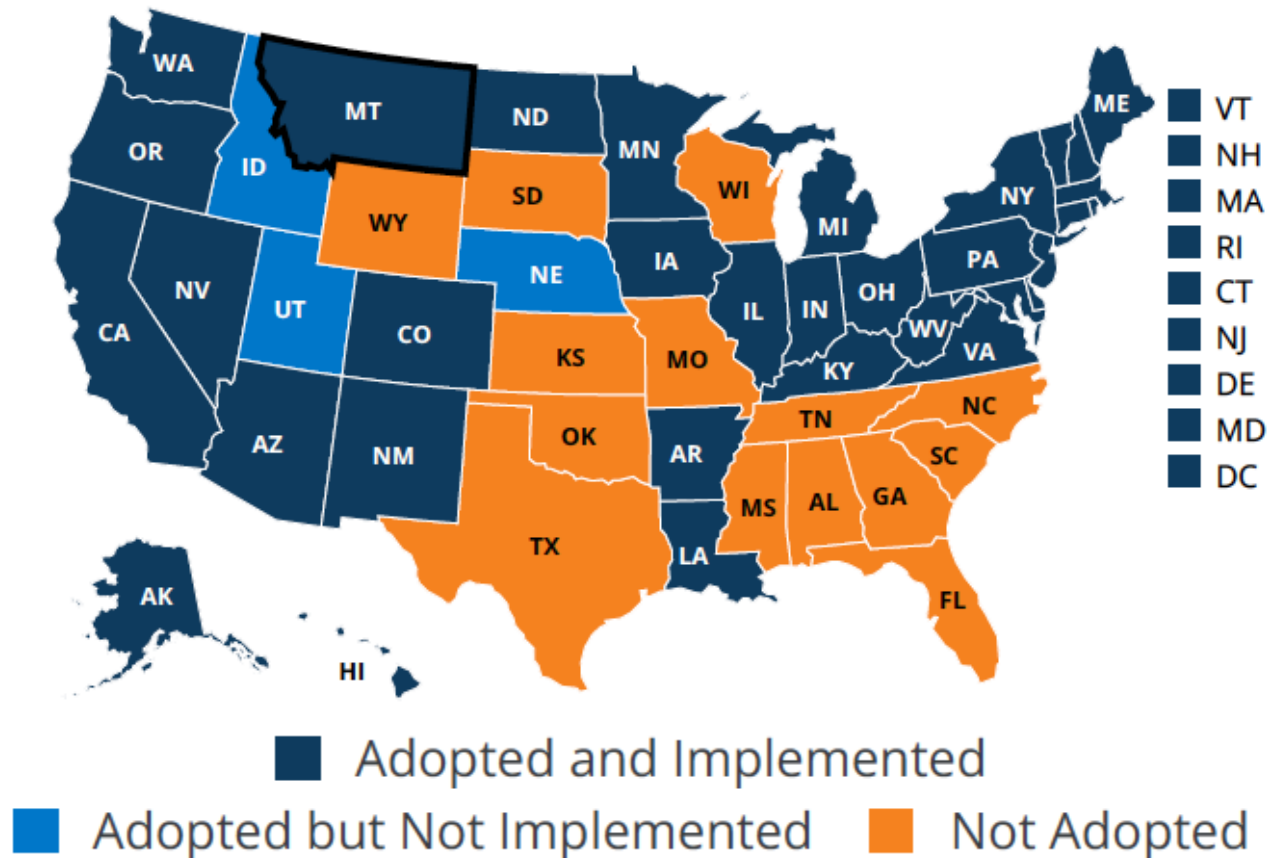 WA
MT
ND
ME
VT
OR
ID
MN
NH
SD
WI
NY
MA
WY
MI
RI
IA
PA
NE
CT
NV
UT
IL
IN
OH
NJ
CA
CO
WV
VA
KS
MO
KY
DE
NC
TN
MD
AZ
NM
OK
AR
SC
DC
MS
AL
GA
TX
LA
AK
FL
HI
Adopted and Implemented
Adopted but Not Implemented
Not Adopted